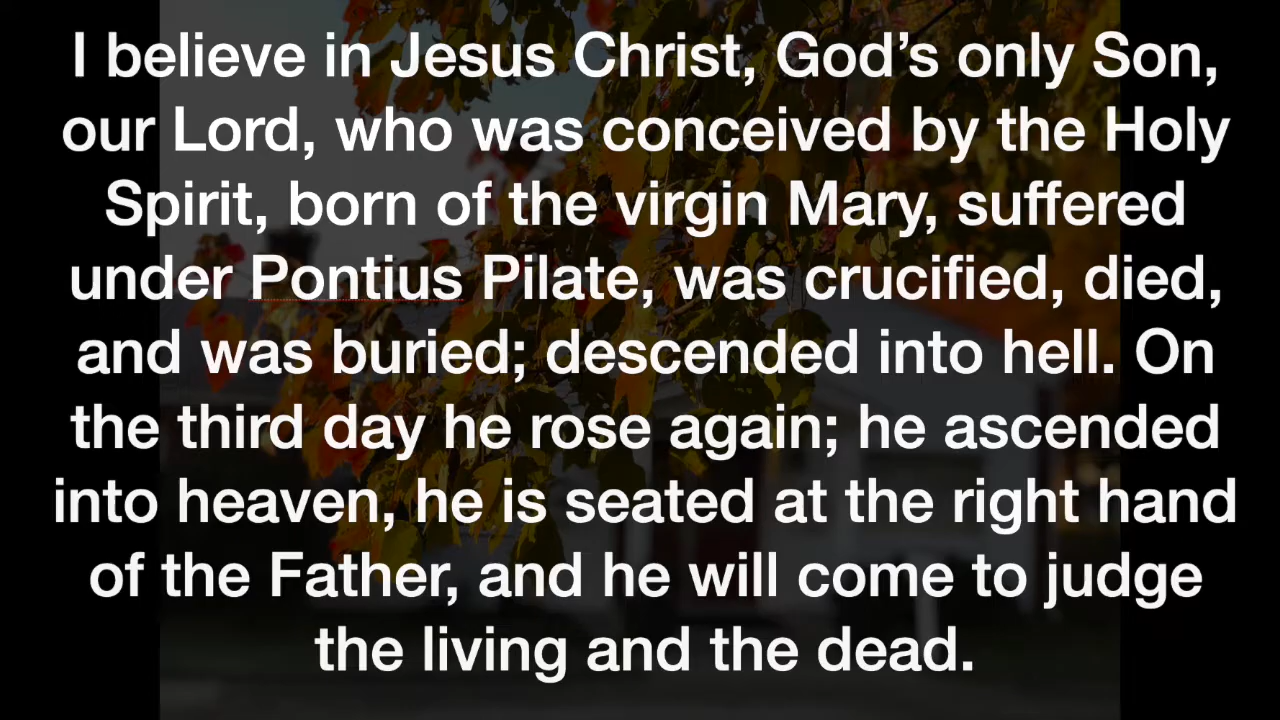 I believe in Jesus Christ, God’s only Son,
our Lord, who was conceived by the Holy
Spirit, born of the virgin Mary, suffered
under Pontius Pilate, was crucified, died,
and was buried; descended into hell. On
the third day he rose again; he ascended
into heaven, he is seated at the right hand
of the Father, and he will come to judge
the living and the dead.